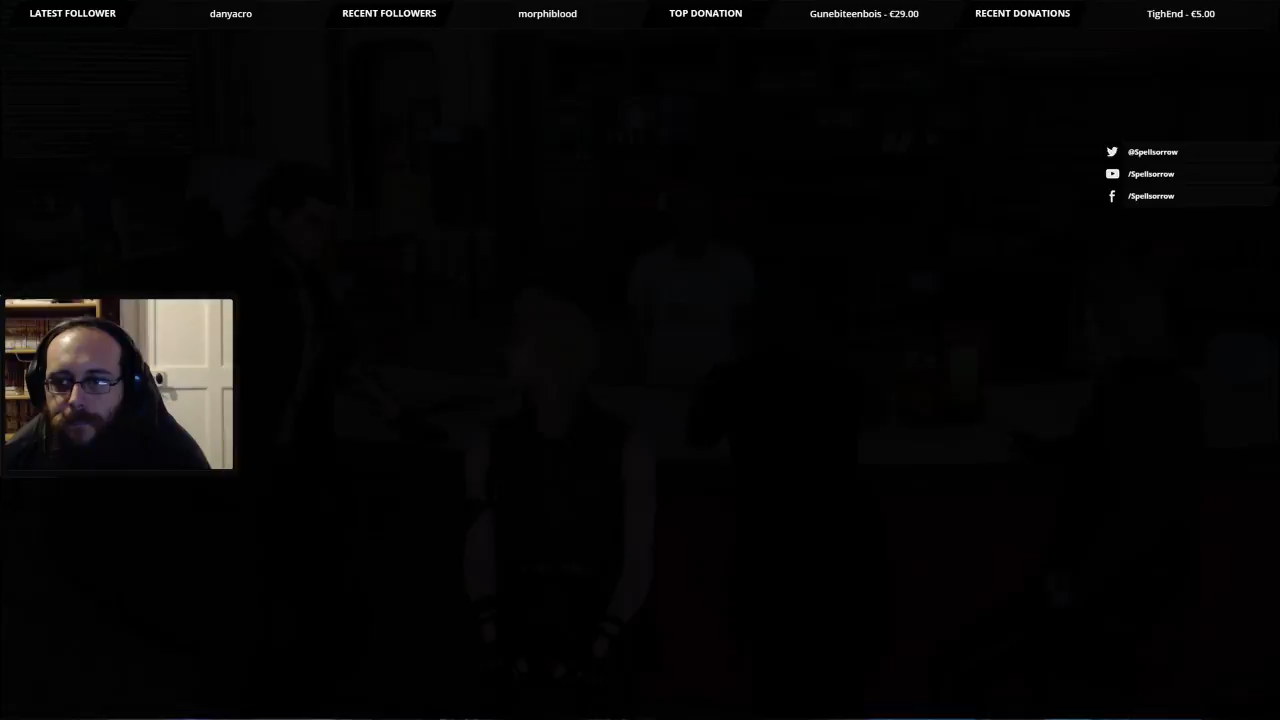 LATEST FOLLOWER danyacro RECENT FOLLOWERS morphiblood TOP DONATION Gunebiteenbois - €29.00 RECENT DONATIONS TighEnd - €5.00
@Spellsorrow
/Spellsorrow
/Spellsorrow